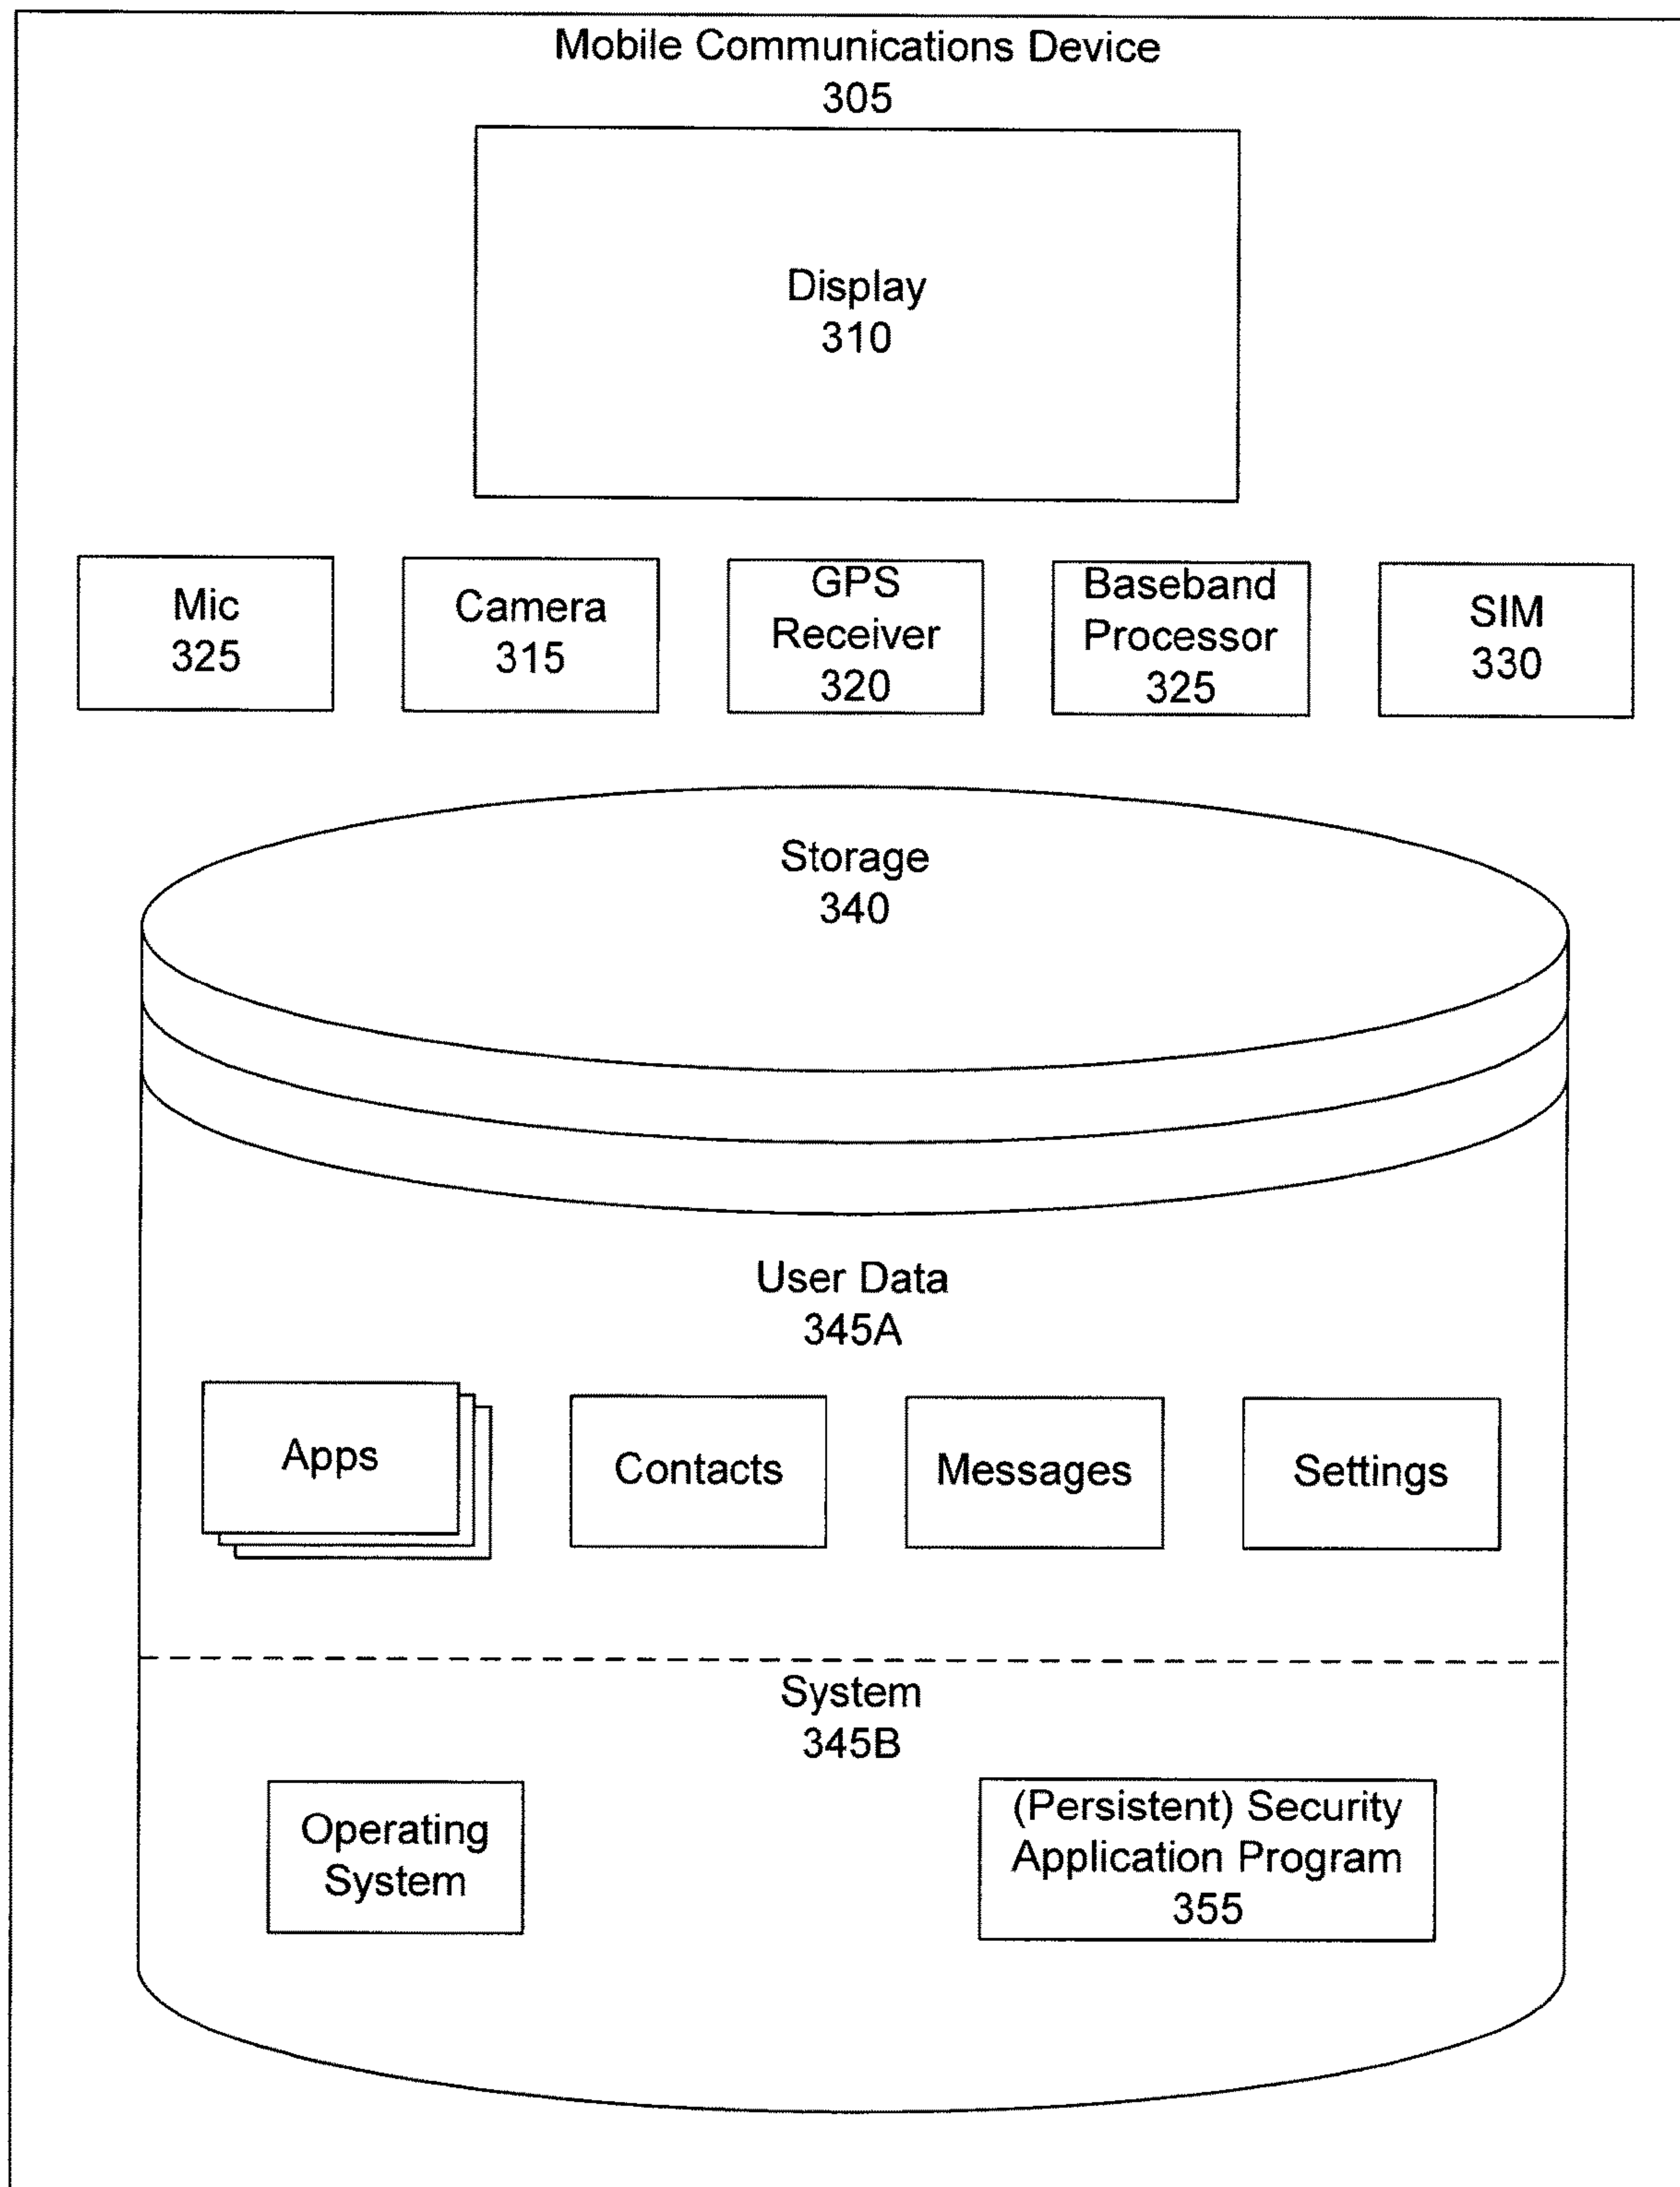 Mobile Communications Device
305
Display
310
Mic
325
Camera
315
GPS
Receiver
320
Baseband
Processor
325
SIM
330
Storage
340
User Data
345A
Apps
Contacts
Messages
Settings
System
345B
Operating
System
(Persistent) Security
Application Program
355